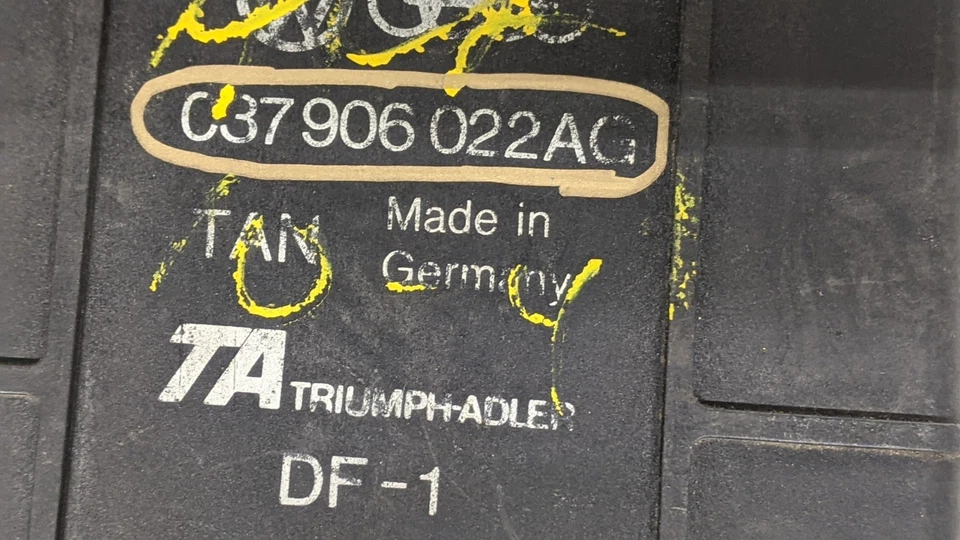 037 906 022AG
TAN
Made in
Germany
TA TRIUMPH-ADLER
DF-1